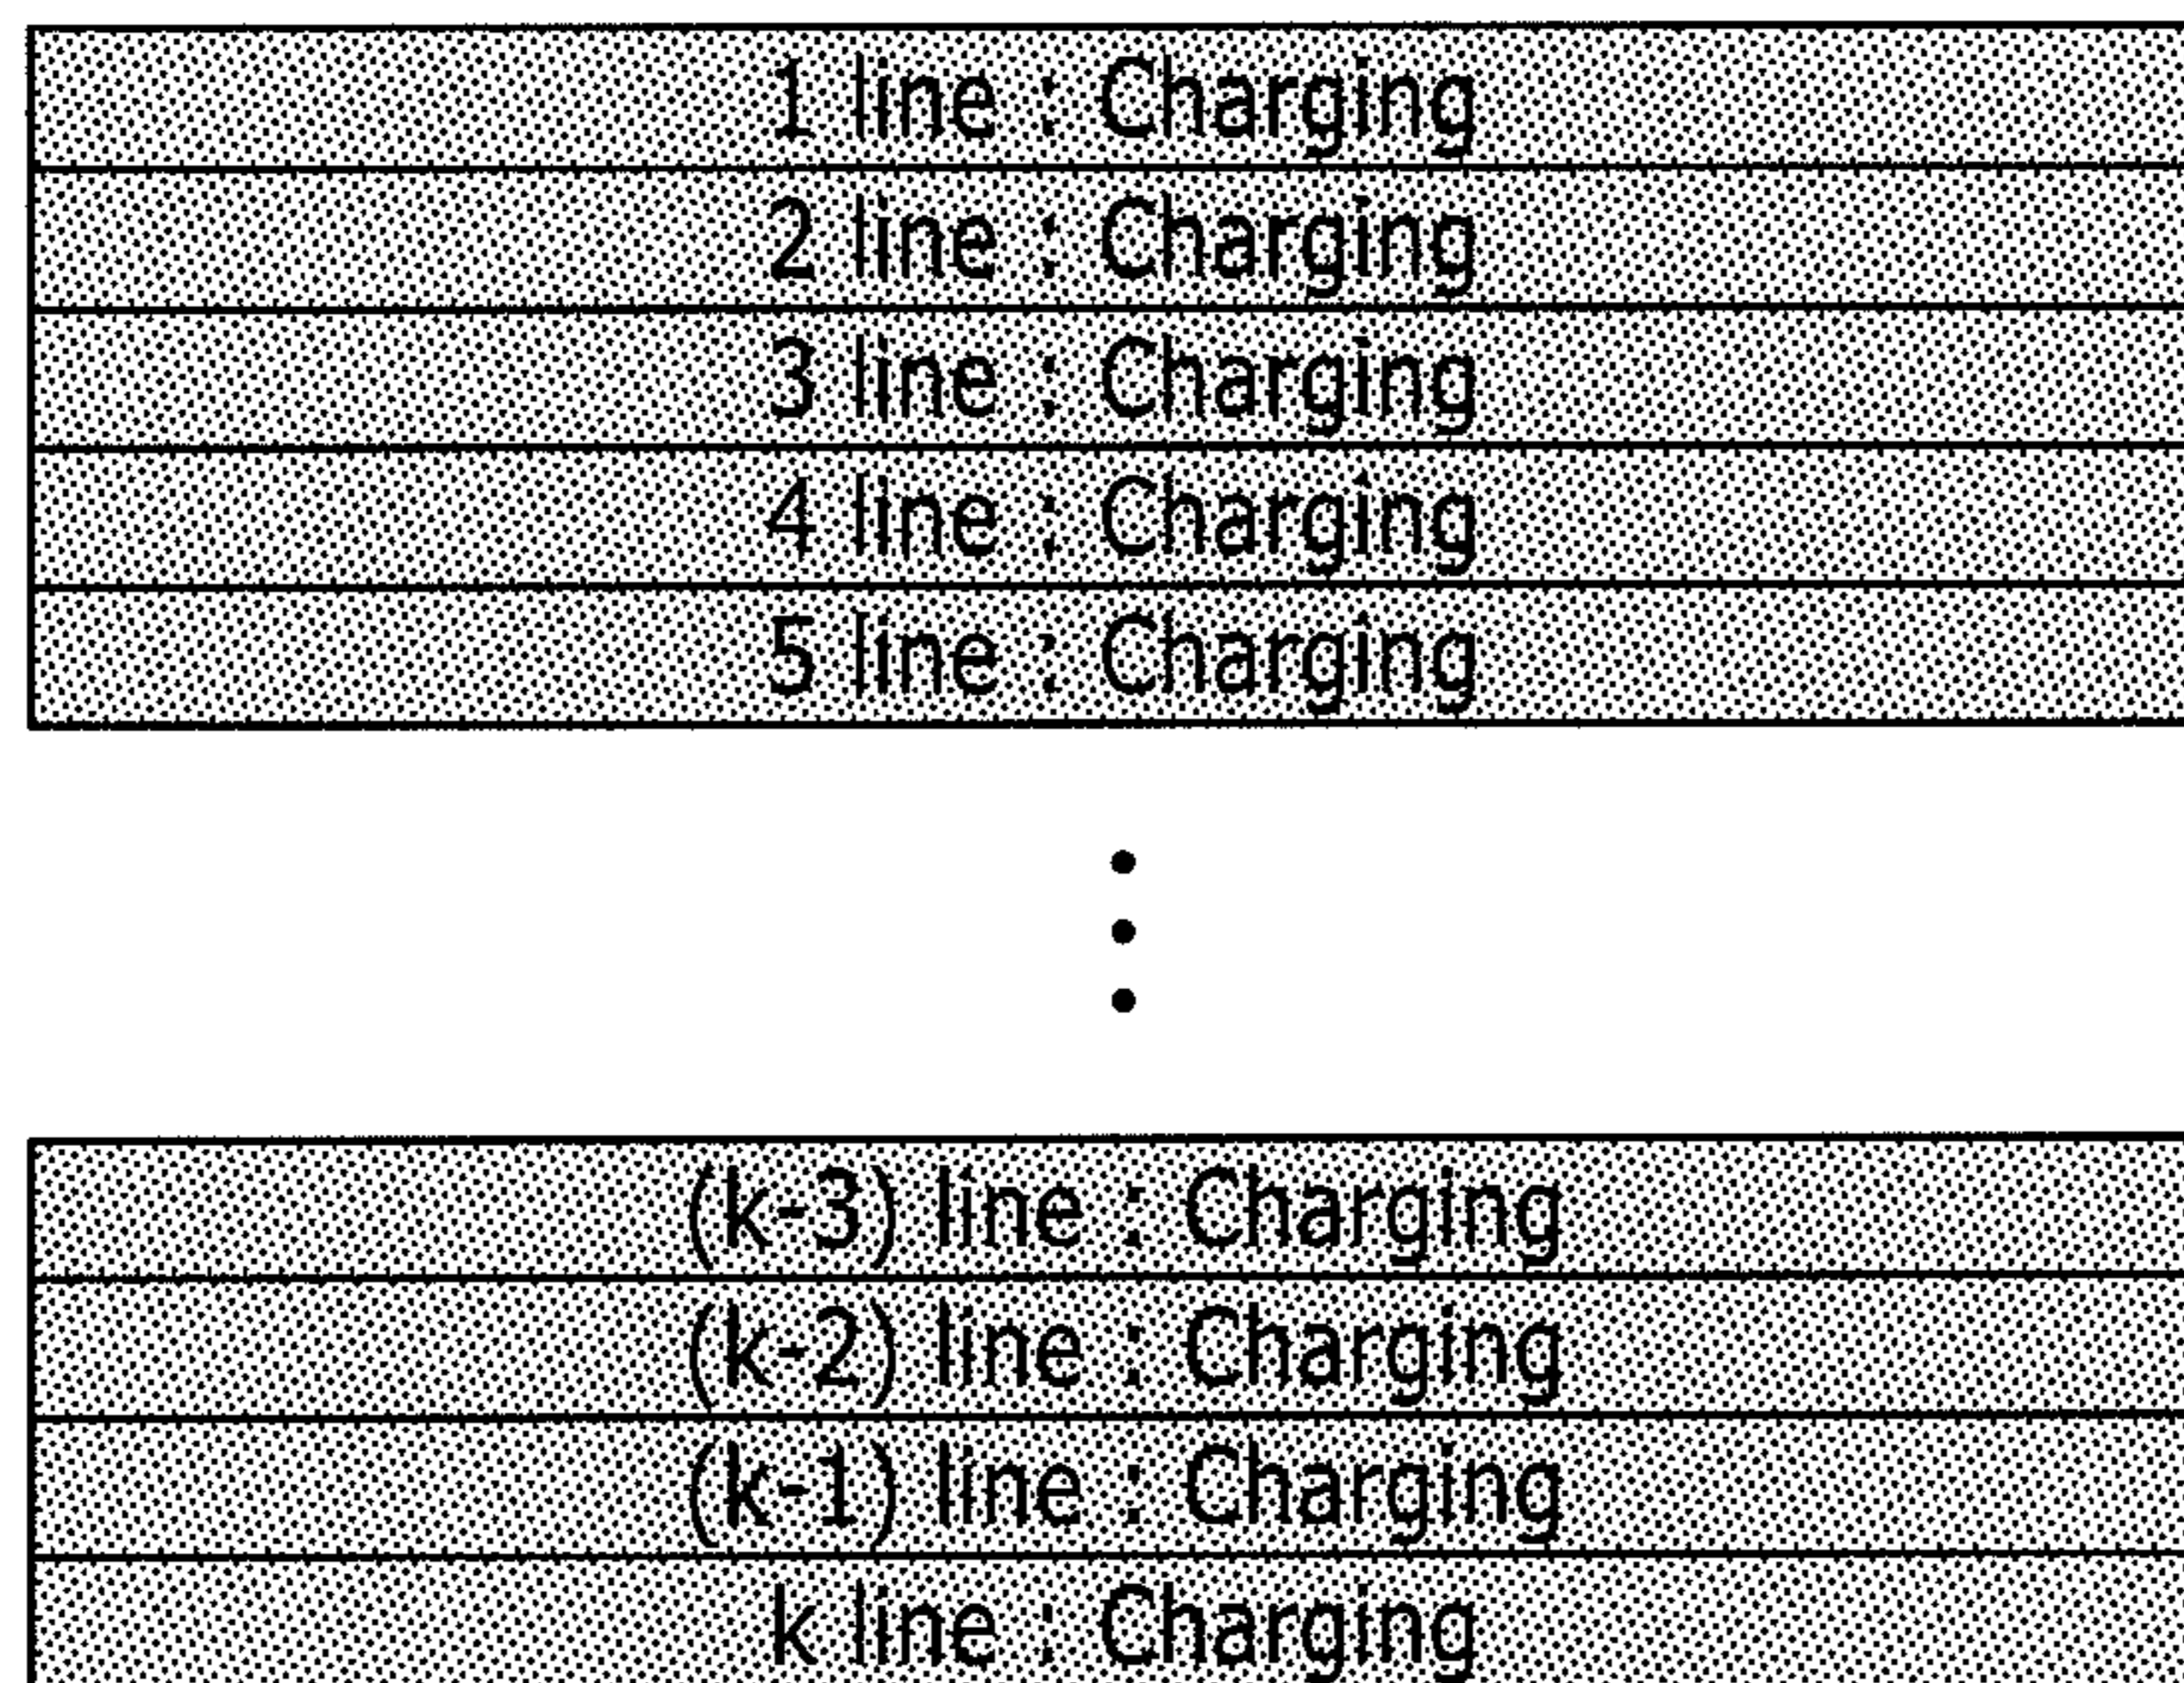 1 line : Charging
2 line : Charging
3 line : Charging
4 line : Charging
5 line : Charging
(k-3) line : Charging
(k-2) line : Charging
(k-1) line : Charging
k line : Charging